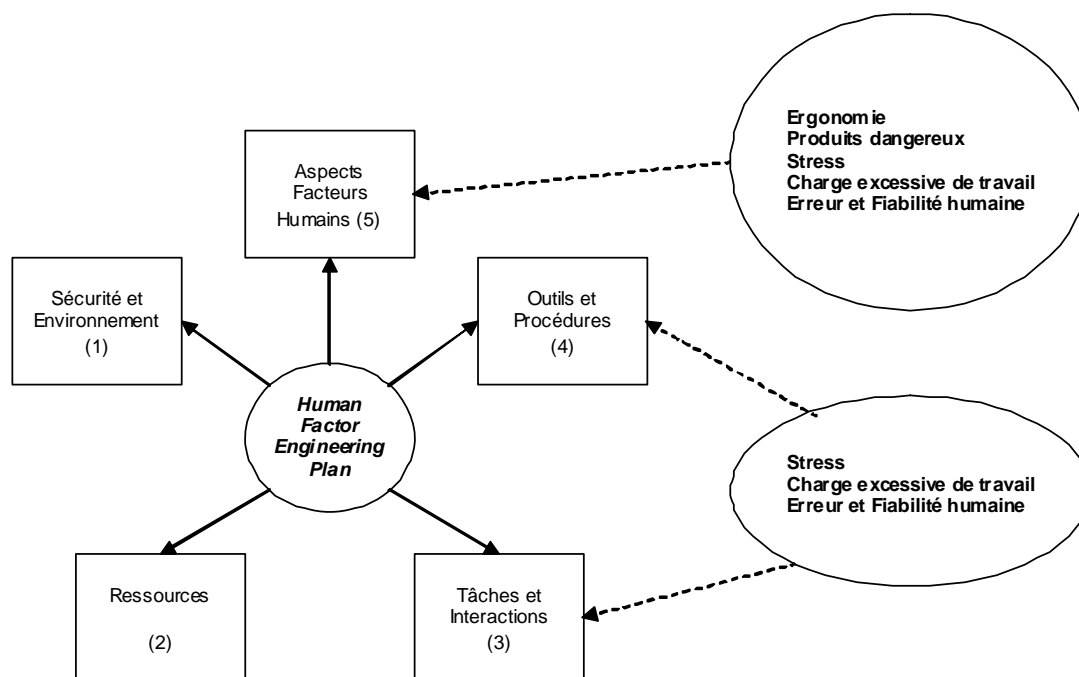 Ergonomie
Produits dangereux
Stress
Charge excessive de travail
Erreur et Fiabilité humaine
Aspects
Facteurs
Humains (5)
Sécurité et
Environnement
(1)
Outils et
Procédures
(4)
Human
Factor
Engineering
Plan
Stress
Charge excessive de travail
Erreur et Fiabilité humaine
Ressources
(2)
Tâches et
Interactions
(3)